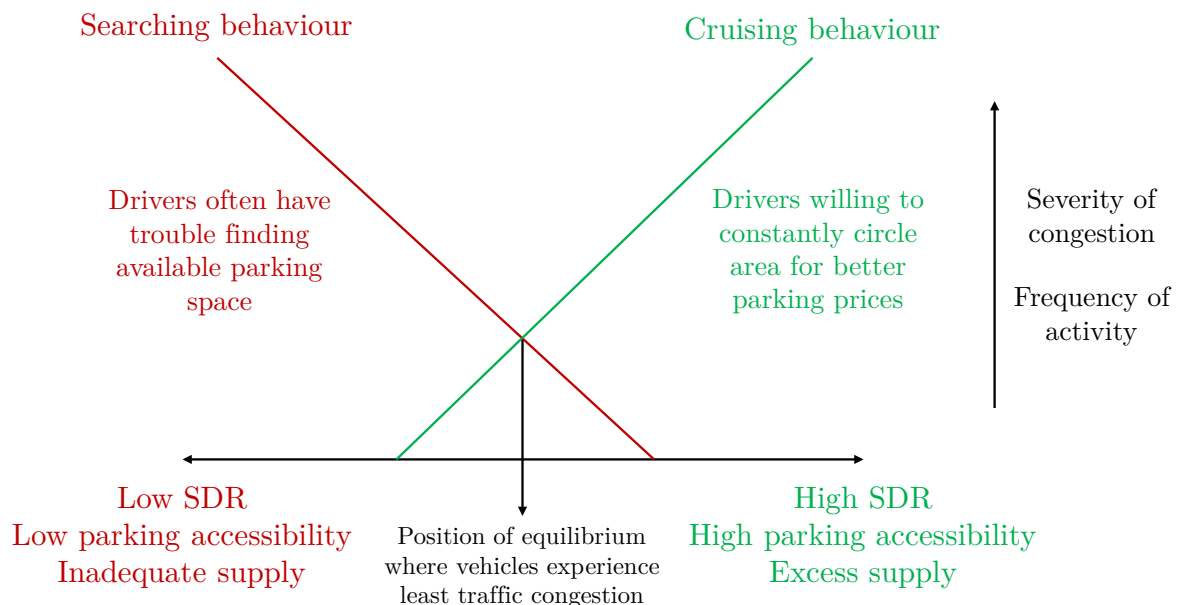 Searching behaviour
Cruising behaviour
Drivers often have
trouble finding
available parking
space
Drivers willing to
constantly circle
area for better
parking prices
Severity of
congestion
Frequency of
activity
Low SDR
Low parking accessibility
Inadequate supply
Position of equilibrium
where vehicles experience
least traffic congestion
High SDR
High parking accessibility
Excess supply